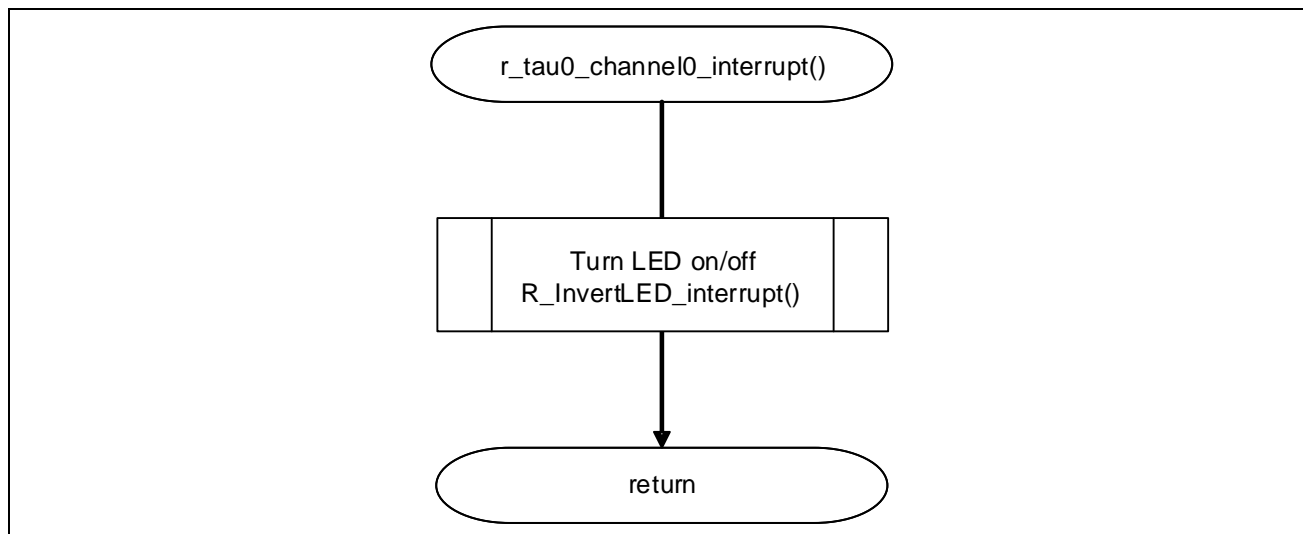 r_tau0_channel0_interrupt()
Turn LED on/off
R_InvertLED_interrupt()
return